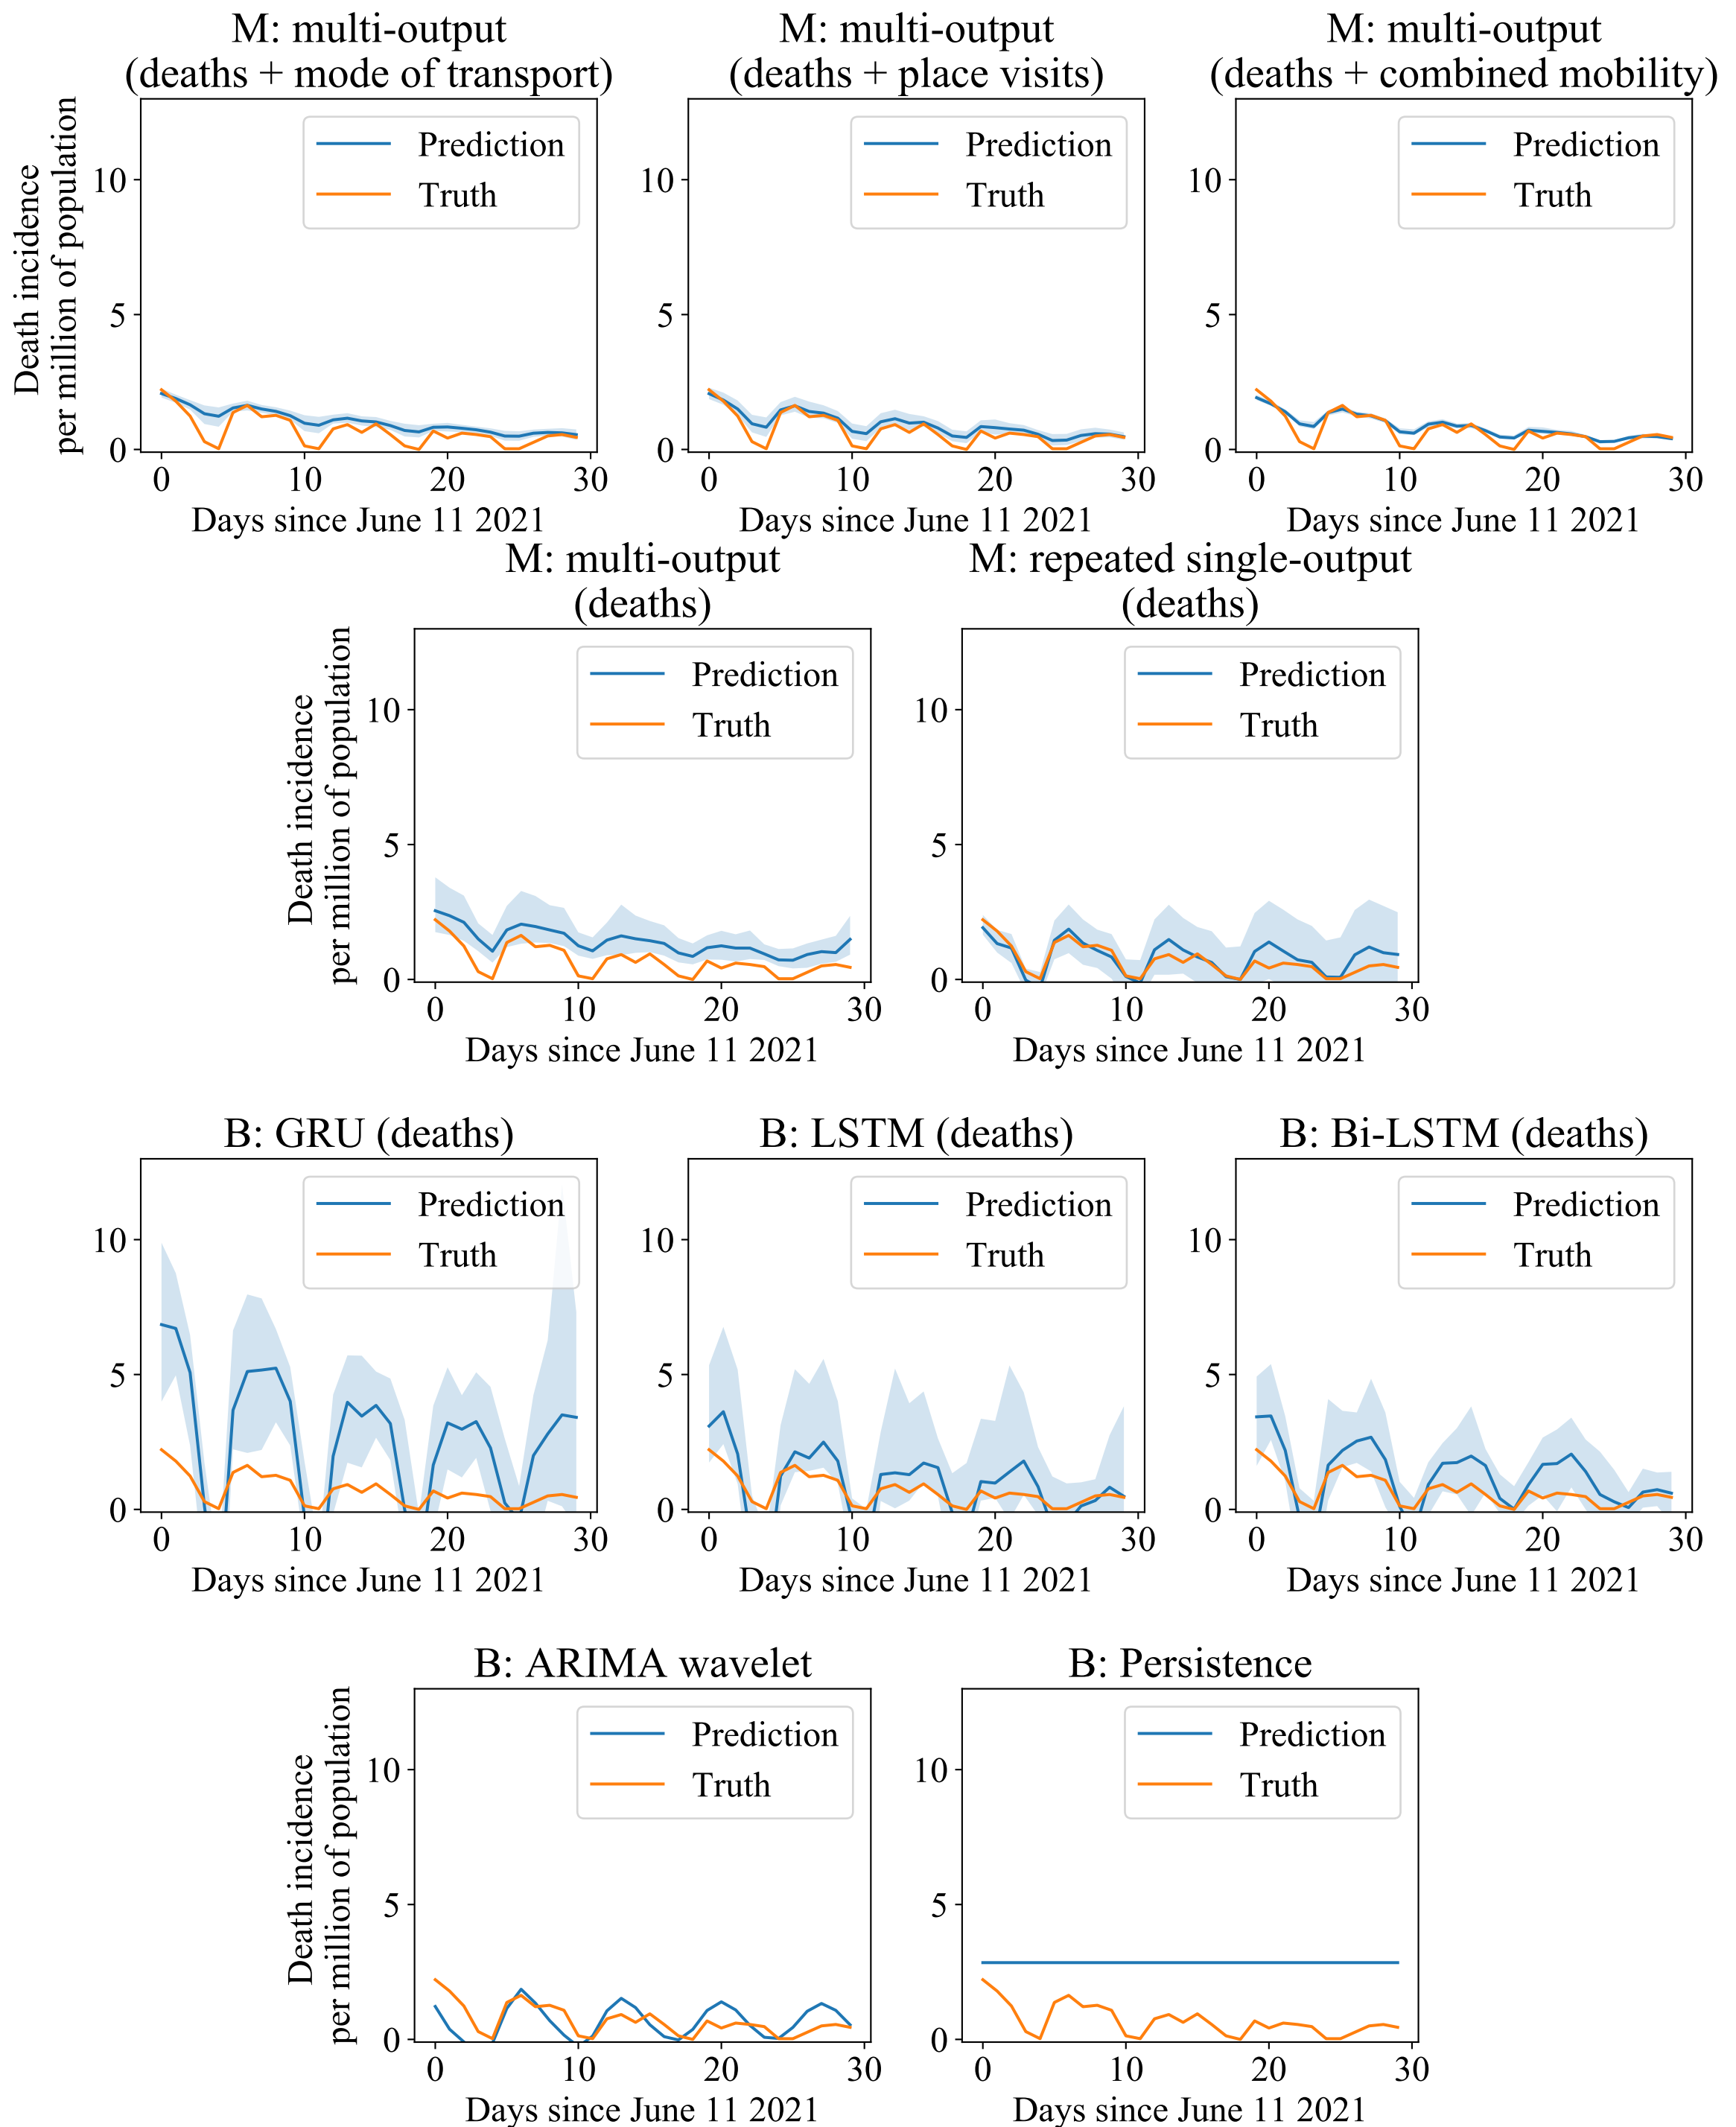 M: multi-output
(deaths + mode of transport)
M: multi-output
(deaths + place visits)
M: multi-output
(deaths + combined mobility)
Death incidence
per million of population
10
5
0
Prediction
Truth
0 10 20 30
Days since June 11 2021
10
5
0
Prediction
Truth
0 10 20 30
Days since June 11 2021
10
5
0
Prediction
Truth
0 10 20 30
Days since June 11 2021
M: multi-output
(deaths)
M: repeated single-output
(deaths)
Death incidence
per million of population
10
5
0
Prediction
Truth
0 10 20 30
Days since June 11 2021
10
5
0
Prediction
Truth
0 10 20 30
Days since June 11 2021
B: GRU (deaths)
B: LSTM (deaths)
B: Bi-LSTM (deaths)
10
5
0
Prediction
Truth
0 10 20 30
Days since June 11 2021
10
5
0
Prediction
Truth
0 10 20 30
Days since June 11 2021
10
5
0
Prediction
Truth
0 10 20 30
Days since June 11 2021
B: ARIMA wavelet
B: Persistence
Death incidence
per million of population
10
5
0
Prediction
Truth
0 10 20 30
Days since June 11 2021
10
5
0
Prediction
Truth
0 10 20 30
Days since June 11 2021